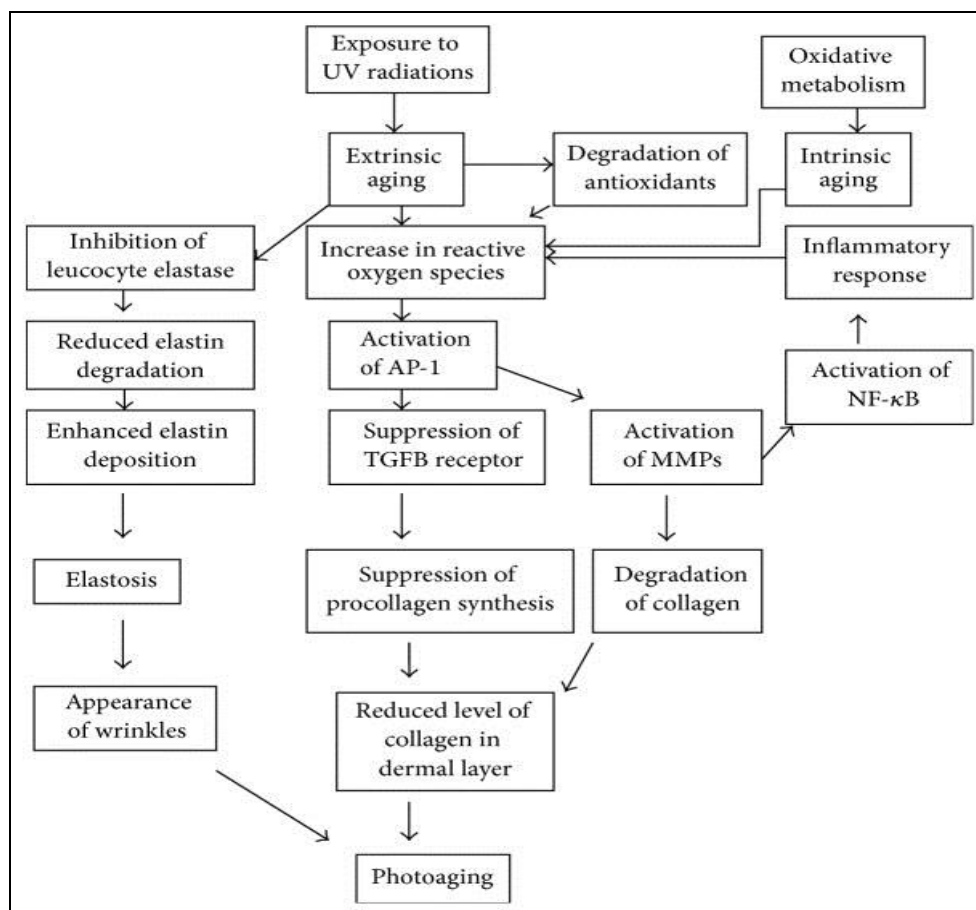 Exposure to
UV radiations
Oxidative
metabolism
Extrinsic
aging
Degradation of
antioxidants
Intrinsic
aging
Inhibition of
leucocyte elastase
Increase in reactive
oxygen species
Inflammatory
response
Reduced elastin
degradation
Activation
of AP-1
Activation of
NF-κB
Enhanced elastin
deposition
Suppression of
TGFB receptor
Activation
of MMPs
Elastosis
Suppression of
procollagen synthesis
Degradation
of collagen
Appearance
of wrinkles
Reduced level of
collagen in
dermal layer
Photoaging